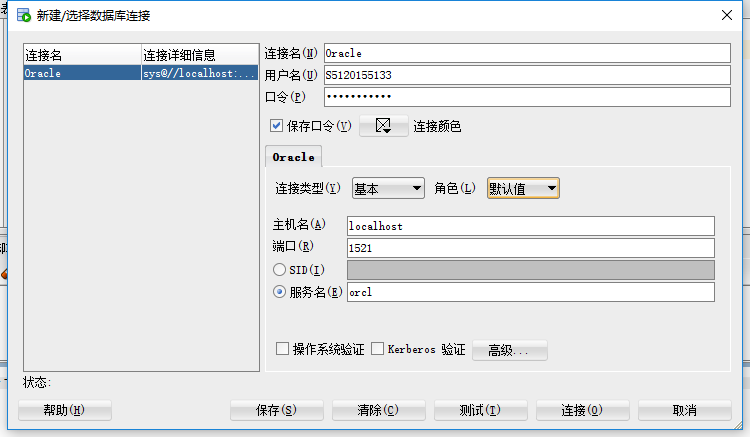 新建/选择数据库连接
连接名 连接详细信息
Oracle sys@//localhost:...
连接名(N) Oracle
用户名(U) S5120155133
口令(P) •••••••••••
保存口令(V) 连接颜色
Oracle
连接类型(Y) 基本 角色(L) 默认值
主机名(A) localhost
端口(R) 1521
SID(I)
服务名(E) orcl
操作系统验证 Kerberos 验证 高级...
状态:
帮助(H) 保存(S) 清除(C) 测试(T) 连接(O) 取消